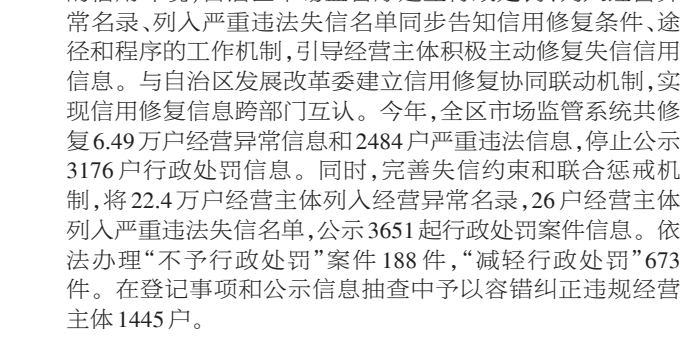 常名录、列入严重违法失信名单同步告知信用修复条件、途
径和程序的工作机制,引导经营主体积极主动修复失信信用
信息。与自治区发展改革委建立信用修复协同联动机制,实
现信用修复信息跨部门互认。今年,全区市场监管系统共修
复6.49万户经营异常信息和2484户严重违法信息,停止公示
3176户行政处罚信息。同时,完善失信约束和联合惩戒机
制,将22.4万户经营主体列入经营异常名录,26户经营主体
列入严重违法失信名单,公示3651起行政处罚案件信息。依
法办理“不予行政处罚”案件188件,“减轻行政处罚”673
件。在登记事项和公示信息抽查中予以容错纠正违规经营
主体1445户。